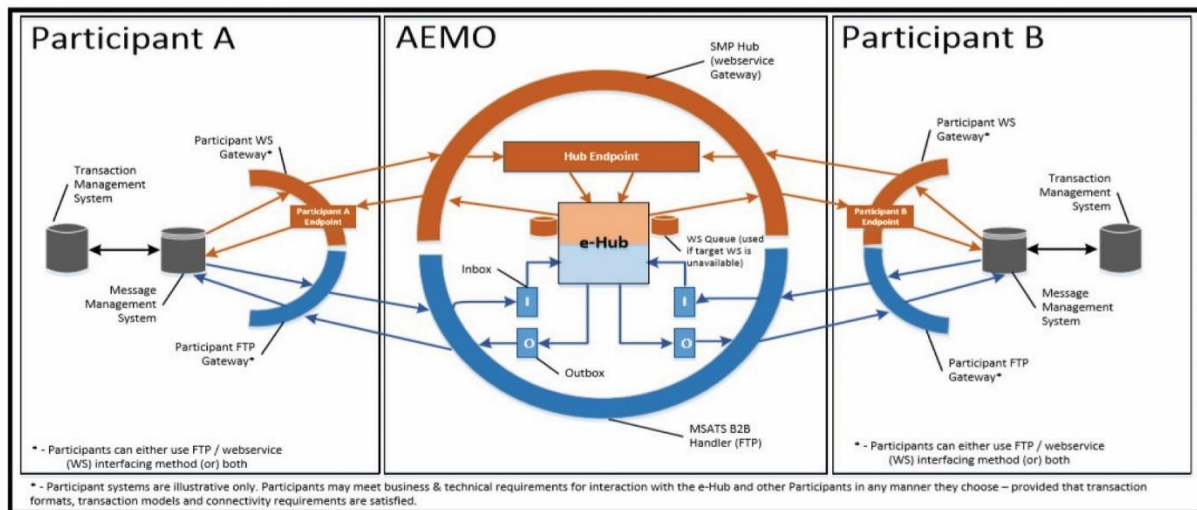 Participant A
AEMO
Participant B
SMP Hub
(webservice
Gateway)
Participant WS
Gateway*
Participant WS
Gateway*
Transaction
Management
System
Hub Endpoint
Transaction
Management
System
Participant A
Endpoint
Participant B
Endpoint
e-Hub
WS Queue (used
if target WS is
unavailable)
Inbox
I
I
Message
Management
System
Message
Management
System
O
O
Participant FTP
Gateway*
Outbox
Participant FTP
Gateway*
MSATS B2B
Handler (FTP)
* - Participants can either use FTP / webservice
(WS) interfacing method (or) both
* - Participants can either use FTP / webservice
(WS) interfacing method (or) both
* - Participant systems are illustrative only. Participants may meet business & technical requirements for interaction with the e-Hub and other Participants in any manner they choose – provided that transaction
formats, transaction models and connectivity requirements are satisfied.